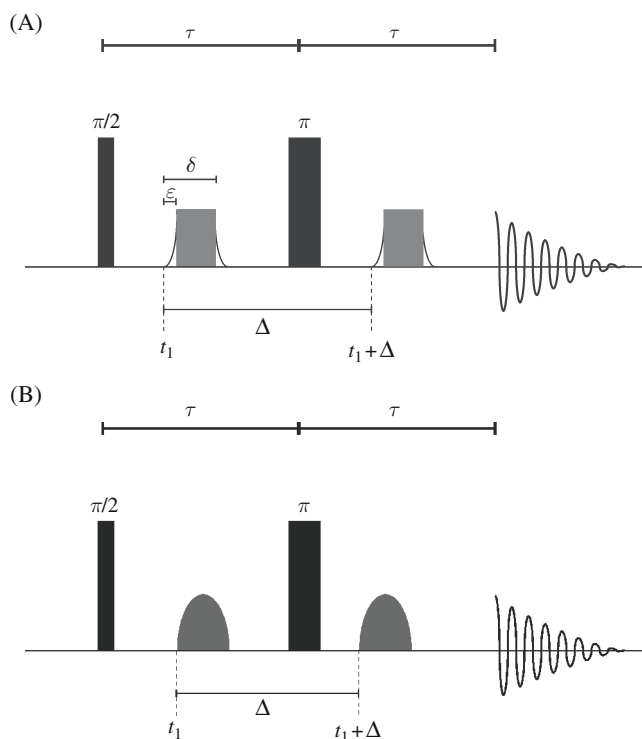 (A)
τ τ
π/2 π
δ
ε
Δ
t₁ t₁ + Δ
(B)
τ τ
π/2 π
Δ
t₁ t₁ + Δ